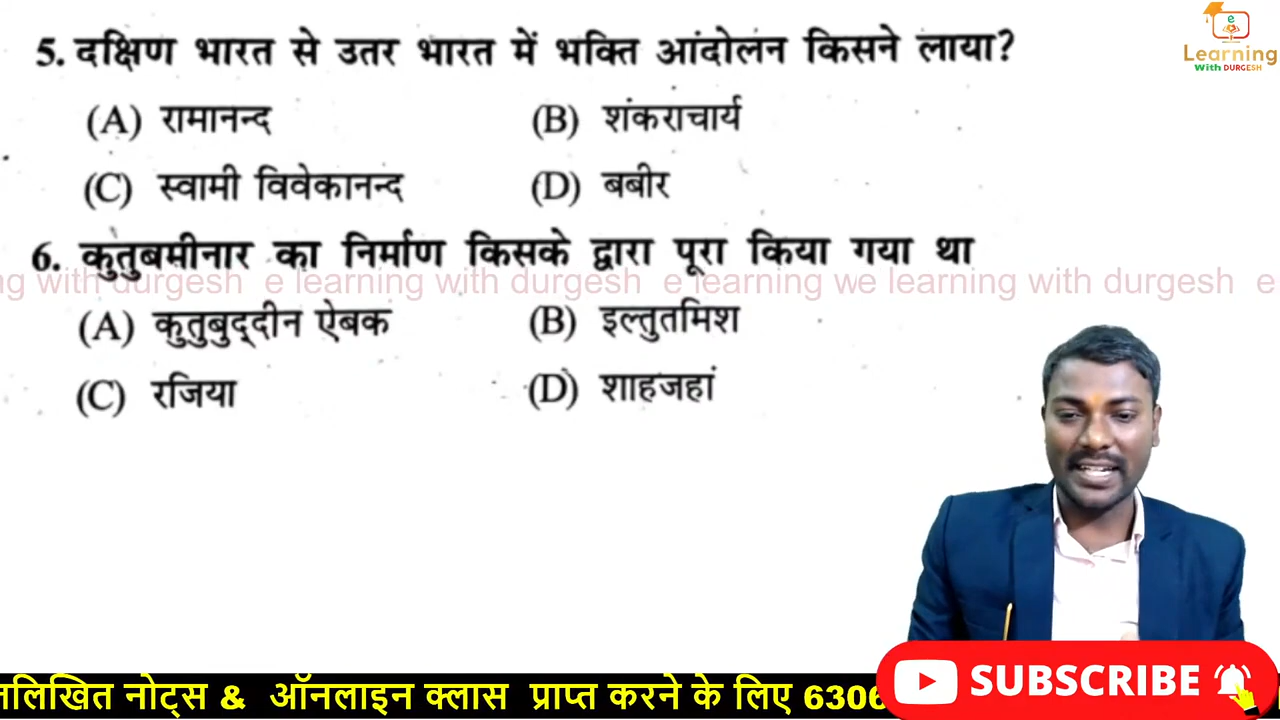 5. दक्षिण भारत से उतर भारत में भक्ति आंदोलन किसने लाया?
(A) रामानन्द (B) शंकराचार्य
(C) स्वामी विवेकानन्द (D) बबीर
6. कुतुबमीनार का निर्माण किसके द्वारा पूरा किया गया था
(A) कुतुबुद्दीन ऐबक (B) इल्तुतमिश
(C) रजिया (D) शाहजहां
e Learning
With DURGESH
with durgesh e learning with durgesh e learning we learning with durgesh e
नोट्स & ऑनलाइन क्लास प्राप्त करने के लिए 6306
SUBSCRIBE